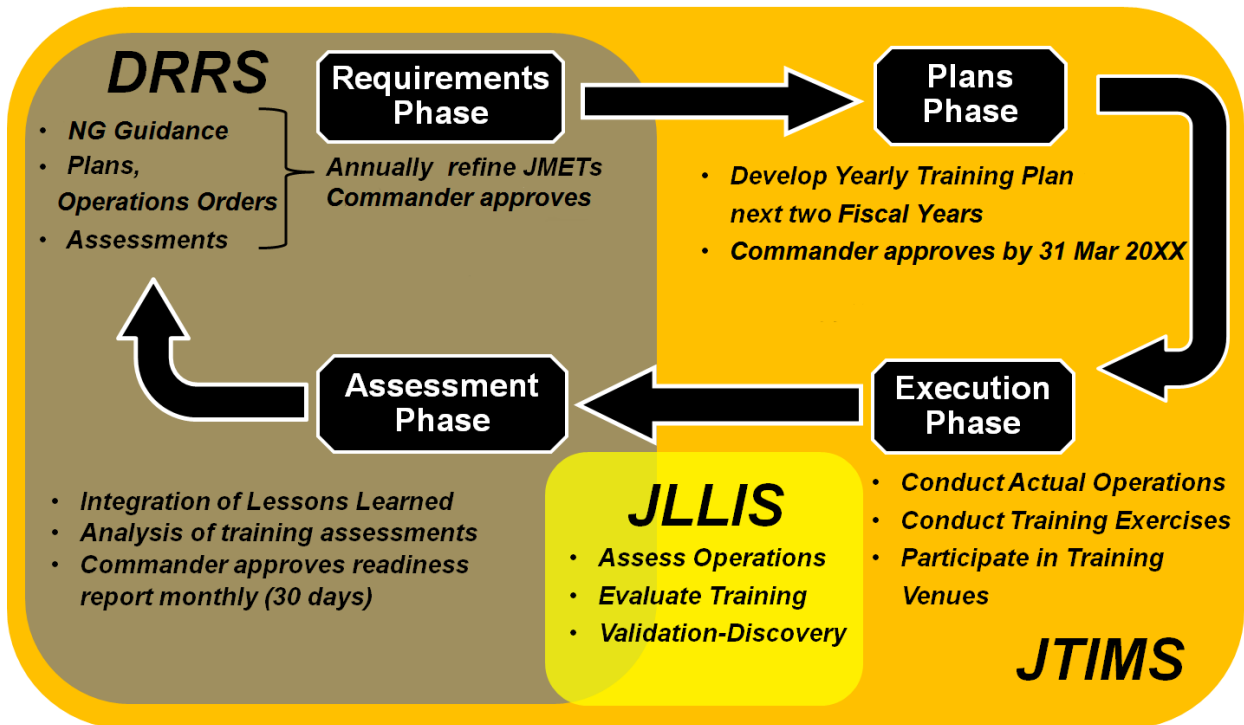 DRRS
• NG Guidance
• Plans,
Operations Orders
• Assessments
Requirements
Phase
Annually refine JMETs
Commander approves
Plans
Phase
• Develop Yearly Training Plan
next two Fiscal Years
• Commander approves by 31 Mar 20XX
Execution
Phase
• Conduct Actual Operations
• Conduct Training Exercises
• Participate in Training
Venues
JTIMS
Assessment
Phase
• Integration of Lessons Learned
• Analysis of training assessments
• Commander approves readiness
report monthly (30 days)
JLLIS
• Assess Operations
• Evaluate Training
• Validation-Discovery